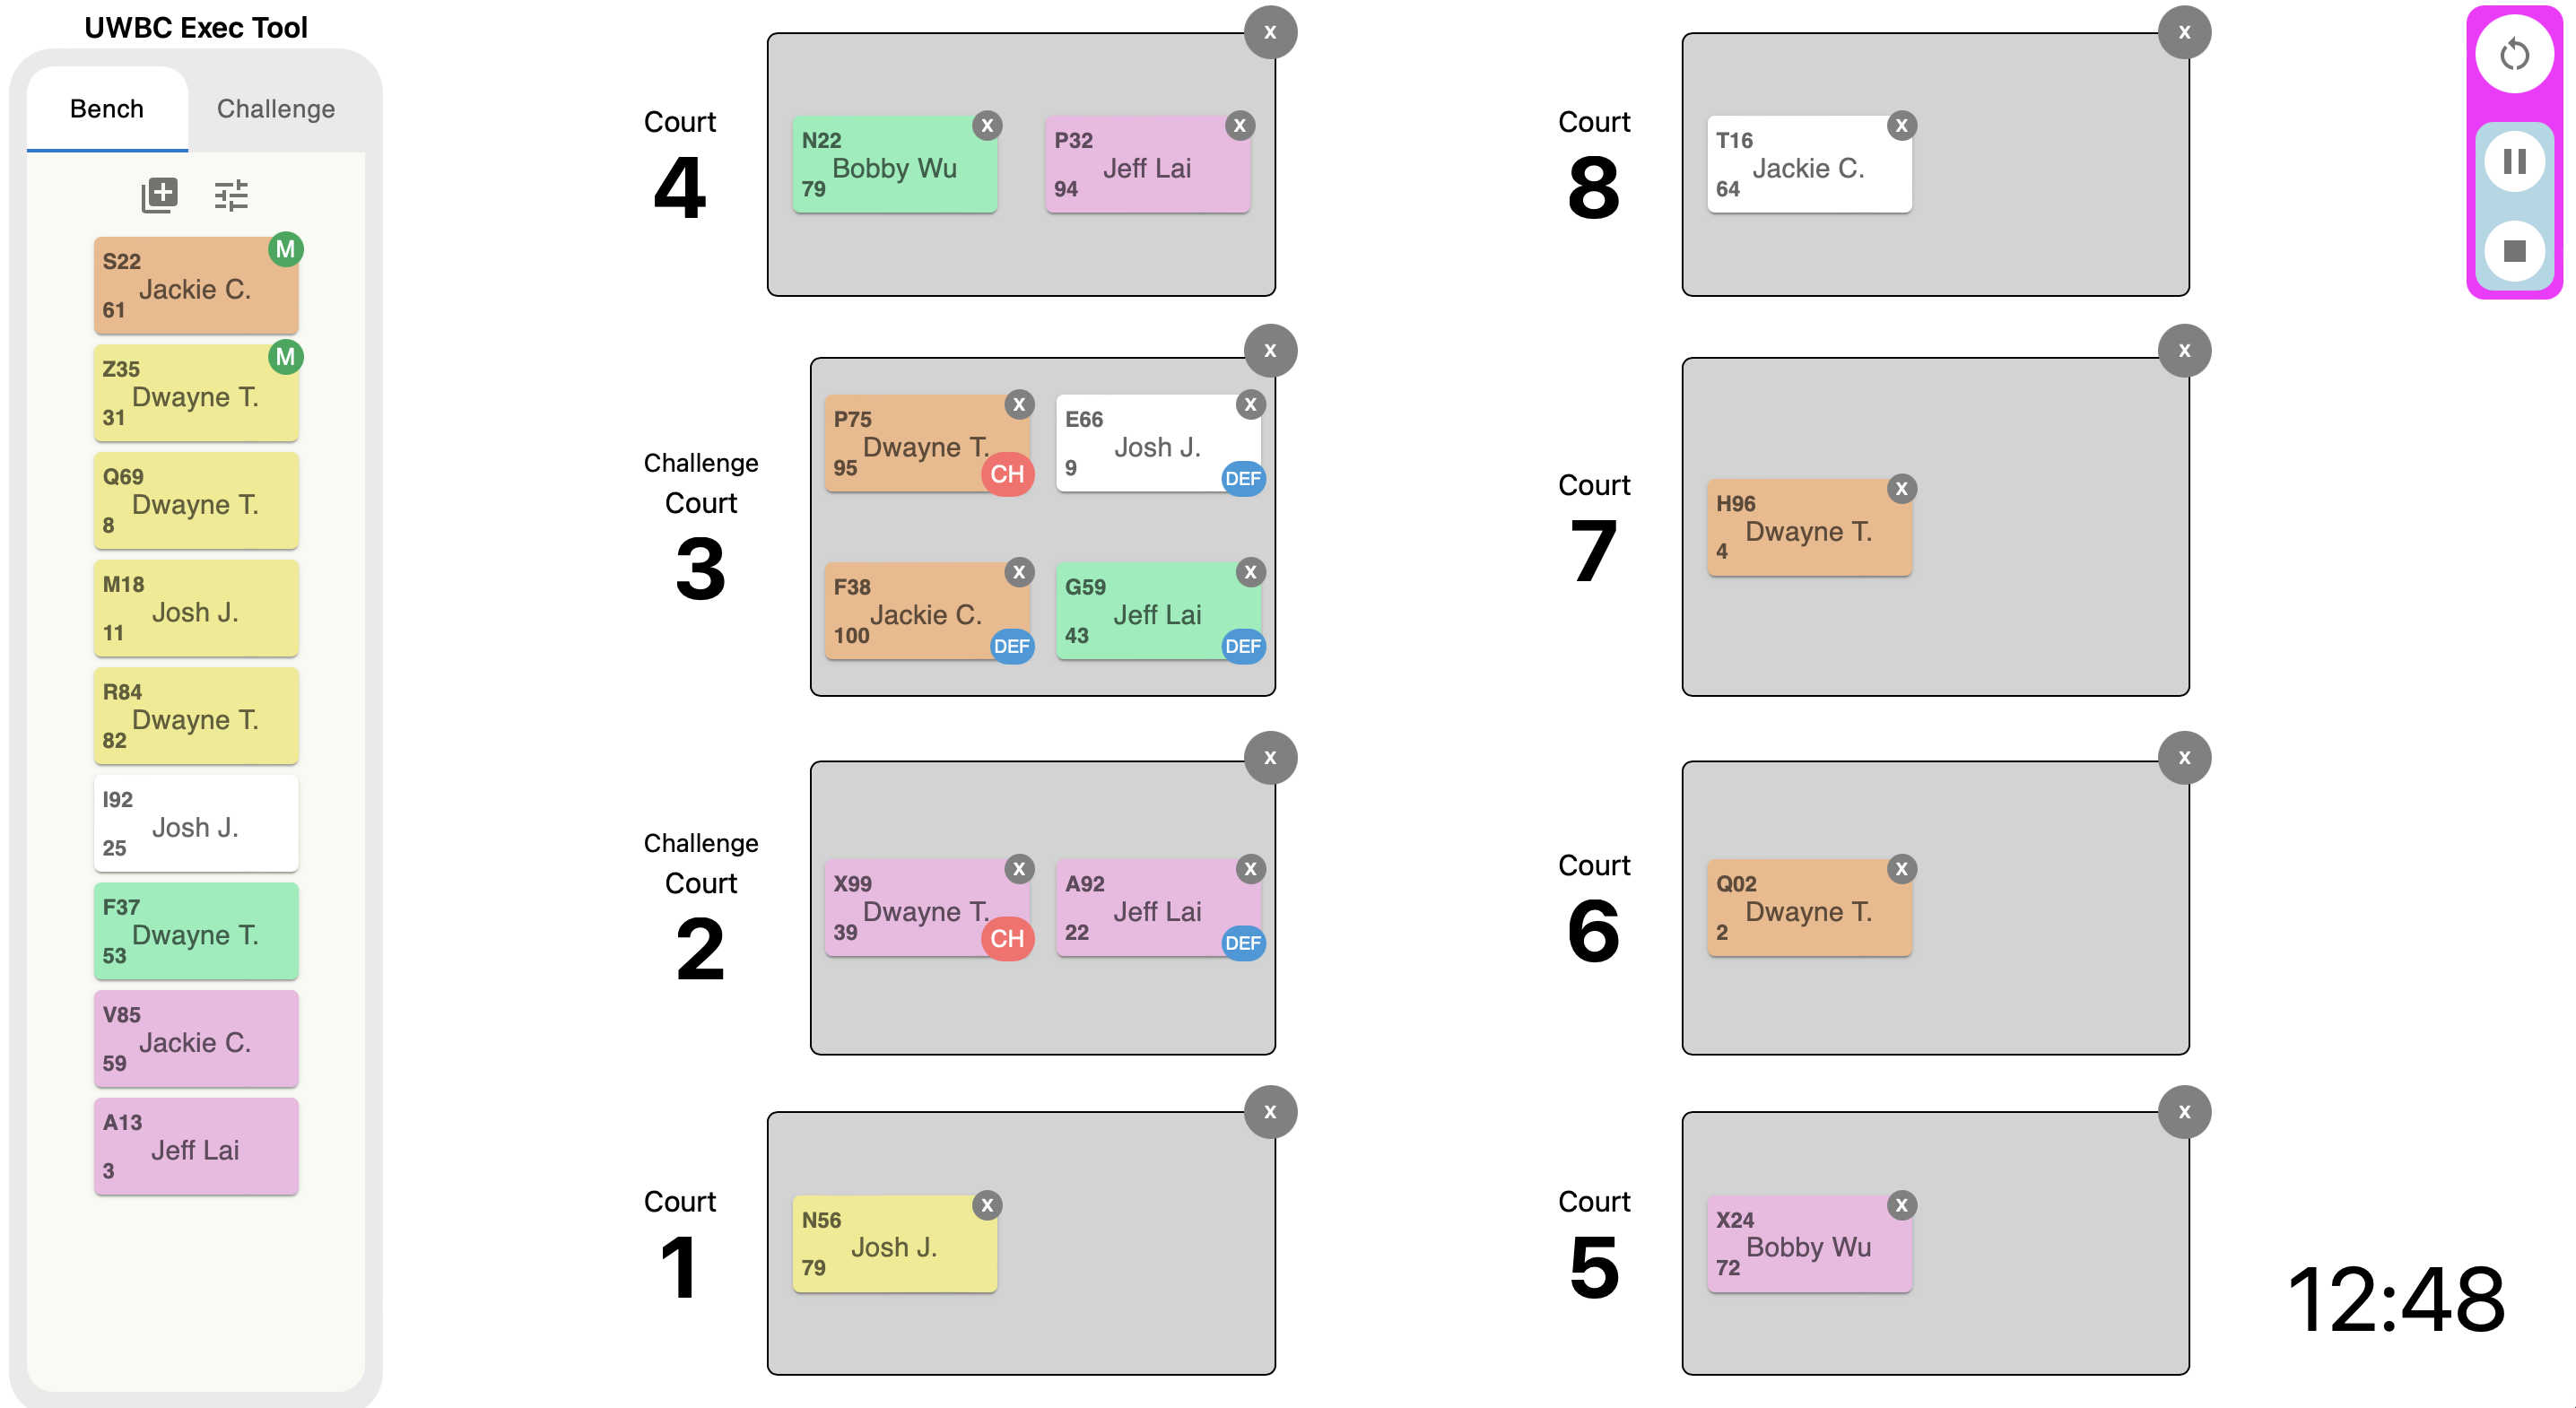 UWBC Exec Tool
Bench
Challenge
S22
Jackie C.
61
M
Z35
Dwayne T.
31
M
Q69
Dwayne T.
8
M18
Josh J.
11
R84
Dwayne T.
82
I92
Josh J.
25
F37
Dwayne T.
53
V85
Jackie C.
59
A13
Jeff Lai
3
Court
4
X
N22
Bobby Wu
79
X
P32
Jeff Lai
94
X
Challenge
Court
3
X
P75
Dwayne T.
95
X
CH
E66
Josh J.
9
X
DEF
F38
Jackie C.
100
X
DEF
G59
Jeff Lai
43
X
DEF
Challenge
Court
2
X
X99
Dwayne T.
39
X
CH
A92
Jeff Lai
22
X
DEF
Court
1
X
N56
Josh J.
79
X
Court
8
X
T16
Jackie C.
64
X
Court
7
X
H96
Dwayne T.
4
X
Court
6
X
Q02
Dwayne T.
2
X
Court
5
X
X24
Bobby Wu
72
X
12:48